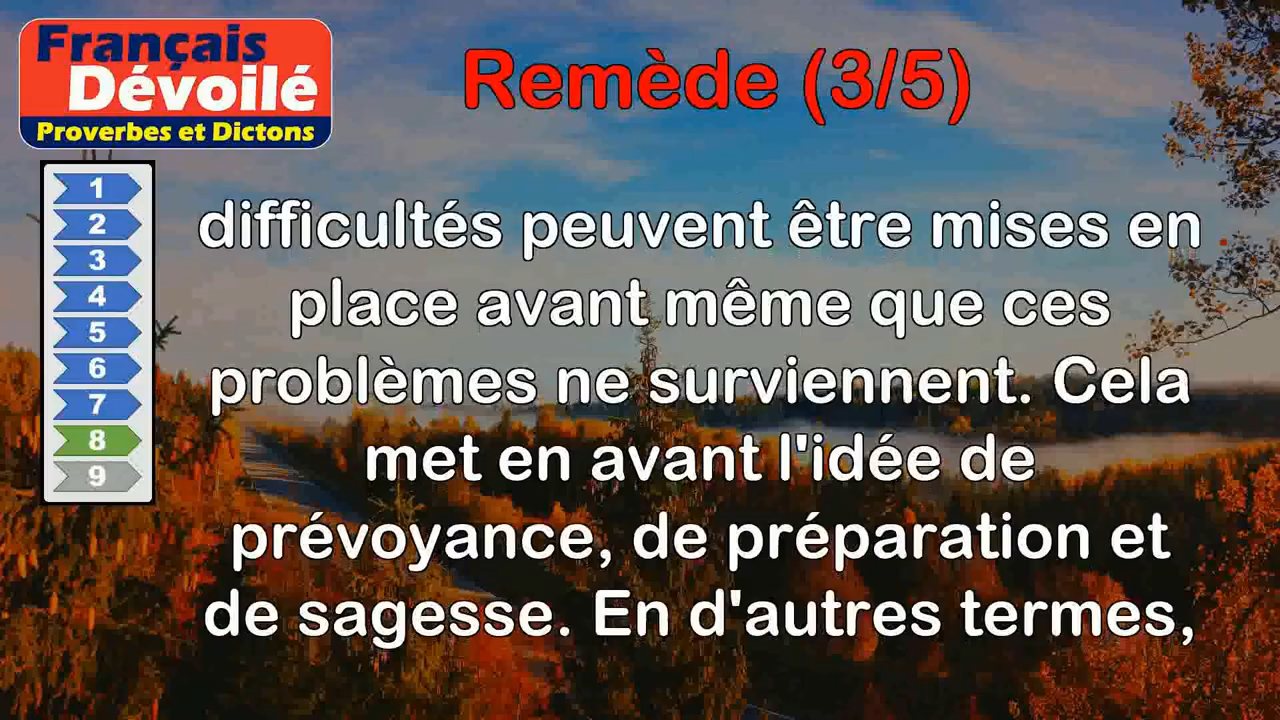 Français
Dévoilé
Proverbes et Dictons
Remède (3/5)
1
2
3
4
5
6
7
8
9
difficultés peuvent être mises en
place avant même que ces
problèmes ne surviennent. Cela
met en avant l'idée de
prévoyance, de préparation et
de sagesse. En d'autres termes,